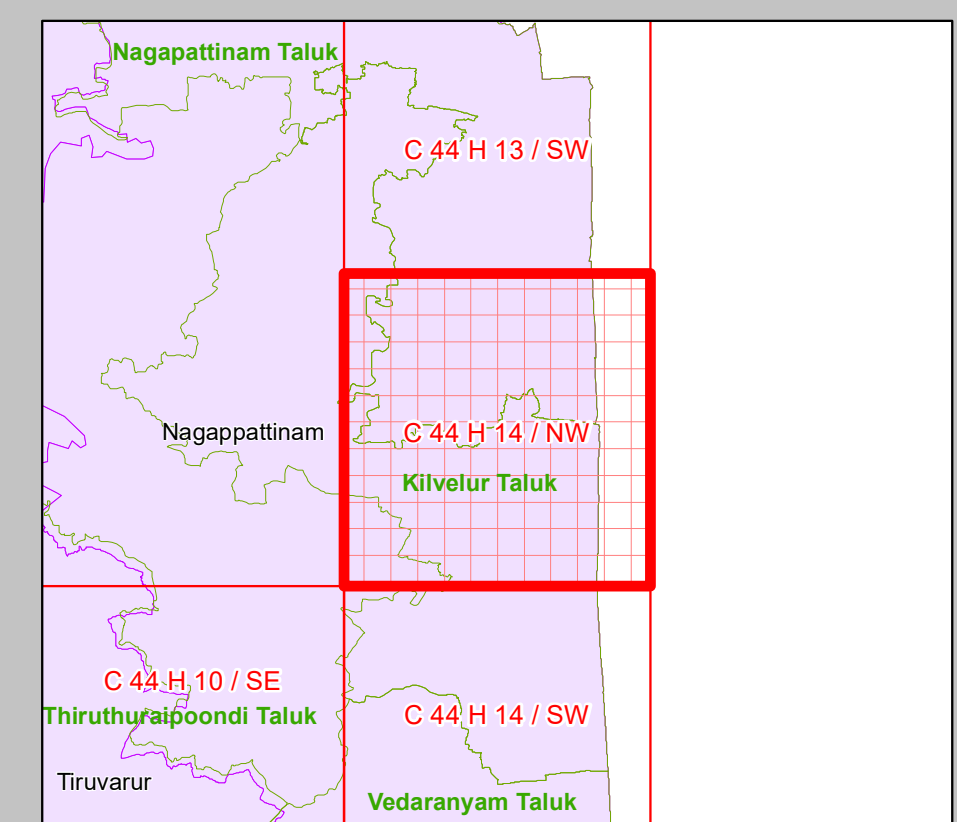 Nagapattinam Taluk
C 44 H 13 / SW
Nagappattinam
C 44 H 14 / NW
Kilvelur Taluk
C 44 H 10 / SE
Thiruthuraipoondi Taluk
C 44 H 14 / SW
Tiruvarur
Vedaranyam Taluk